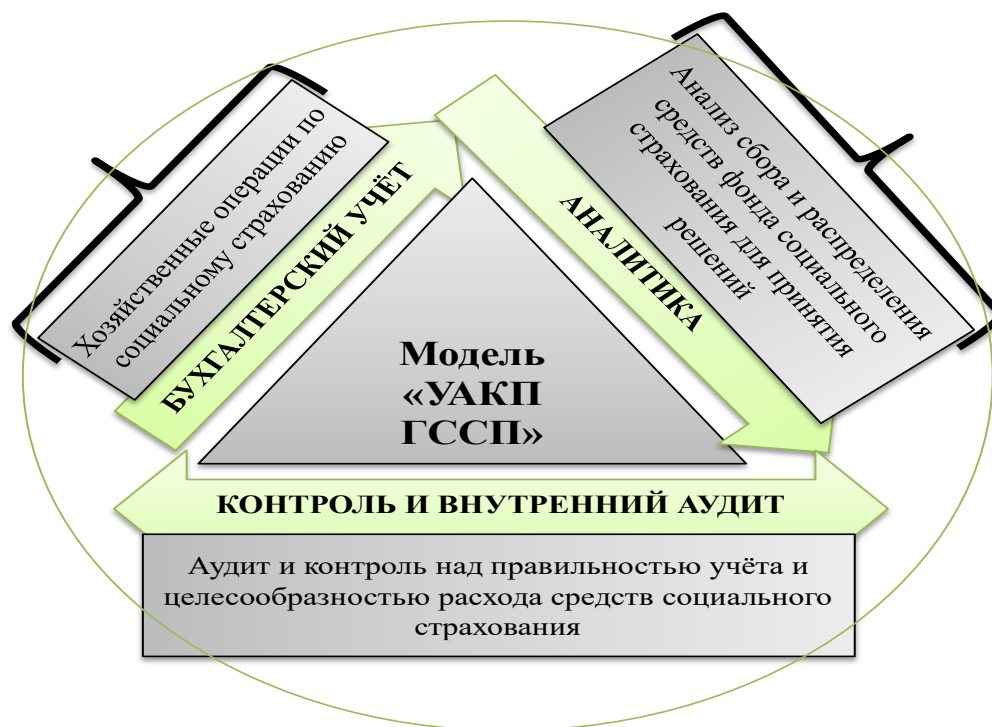 Хозяйственные операции по
социальному страхованию
БУХГАЛТЕРСКИЙ УЧЁТ
АНАЛИТИКА
Анализ сбора и распределения
средств фонда социального
страхования для принятия
решений
Модель
«УАКП
ГССП»
КОНТРОЛЬ И ВНУТРЕННИЙ АУДИТ
Аудит и контроль над правильностью учёта и
целесообразностью расхода средств социального
страхования